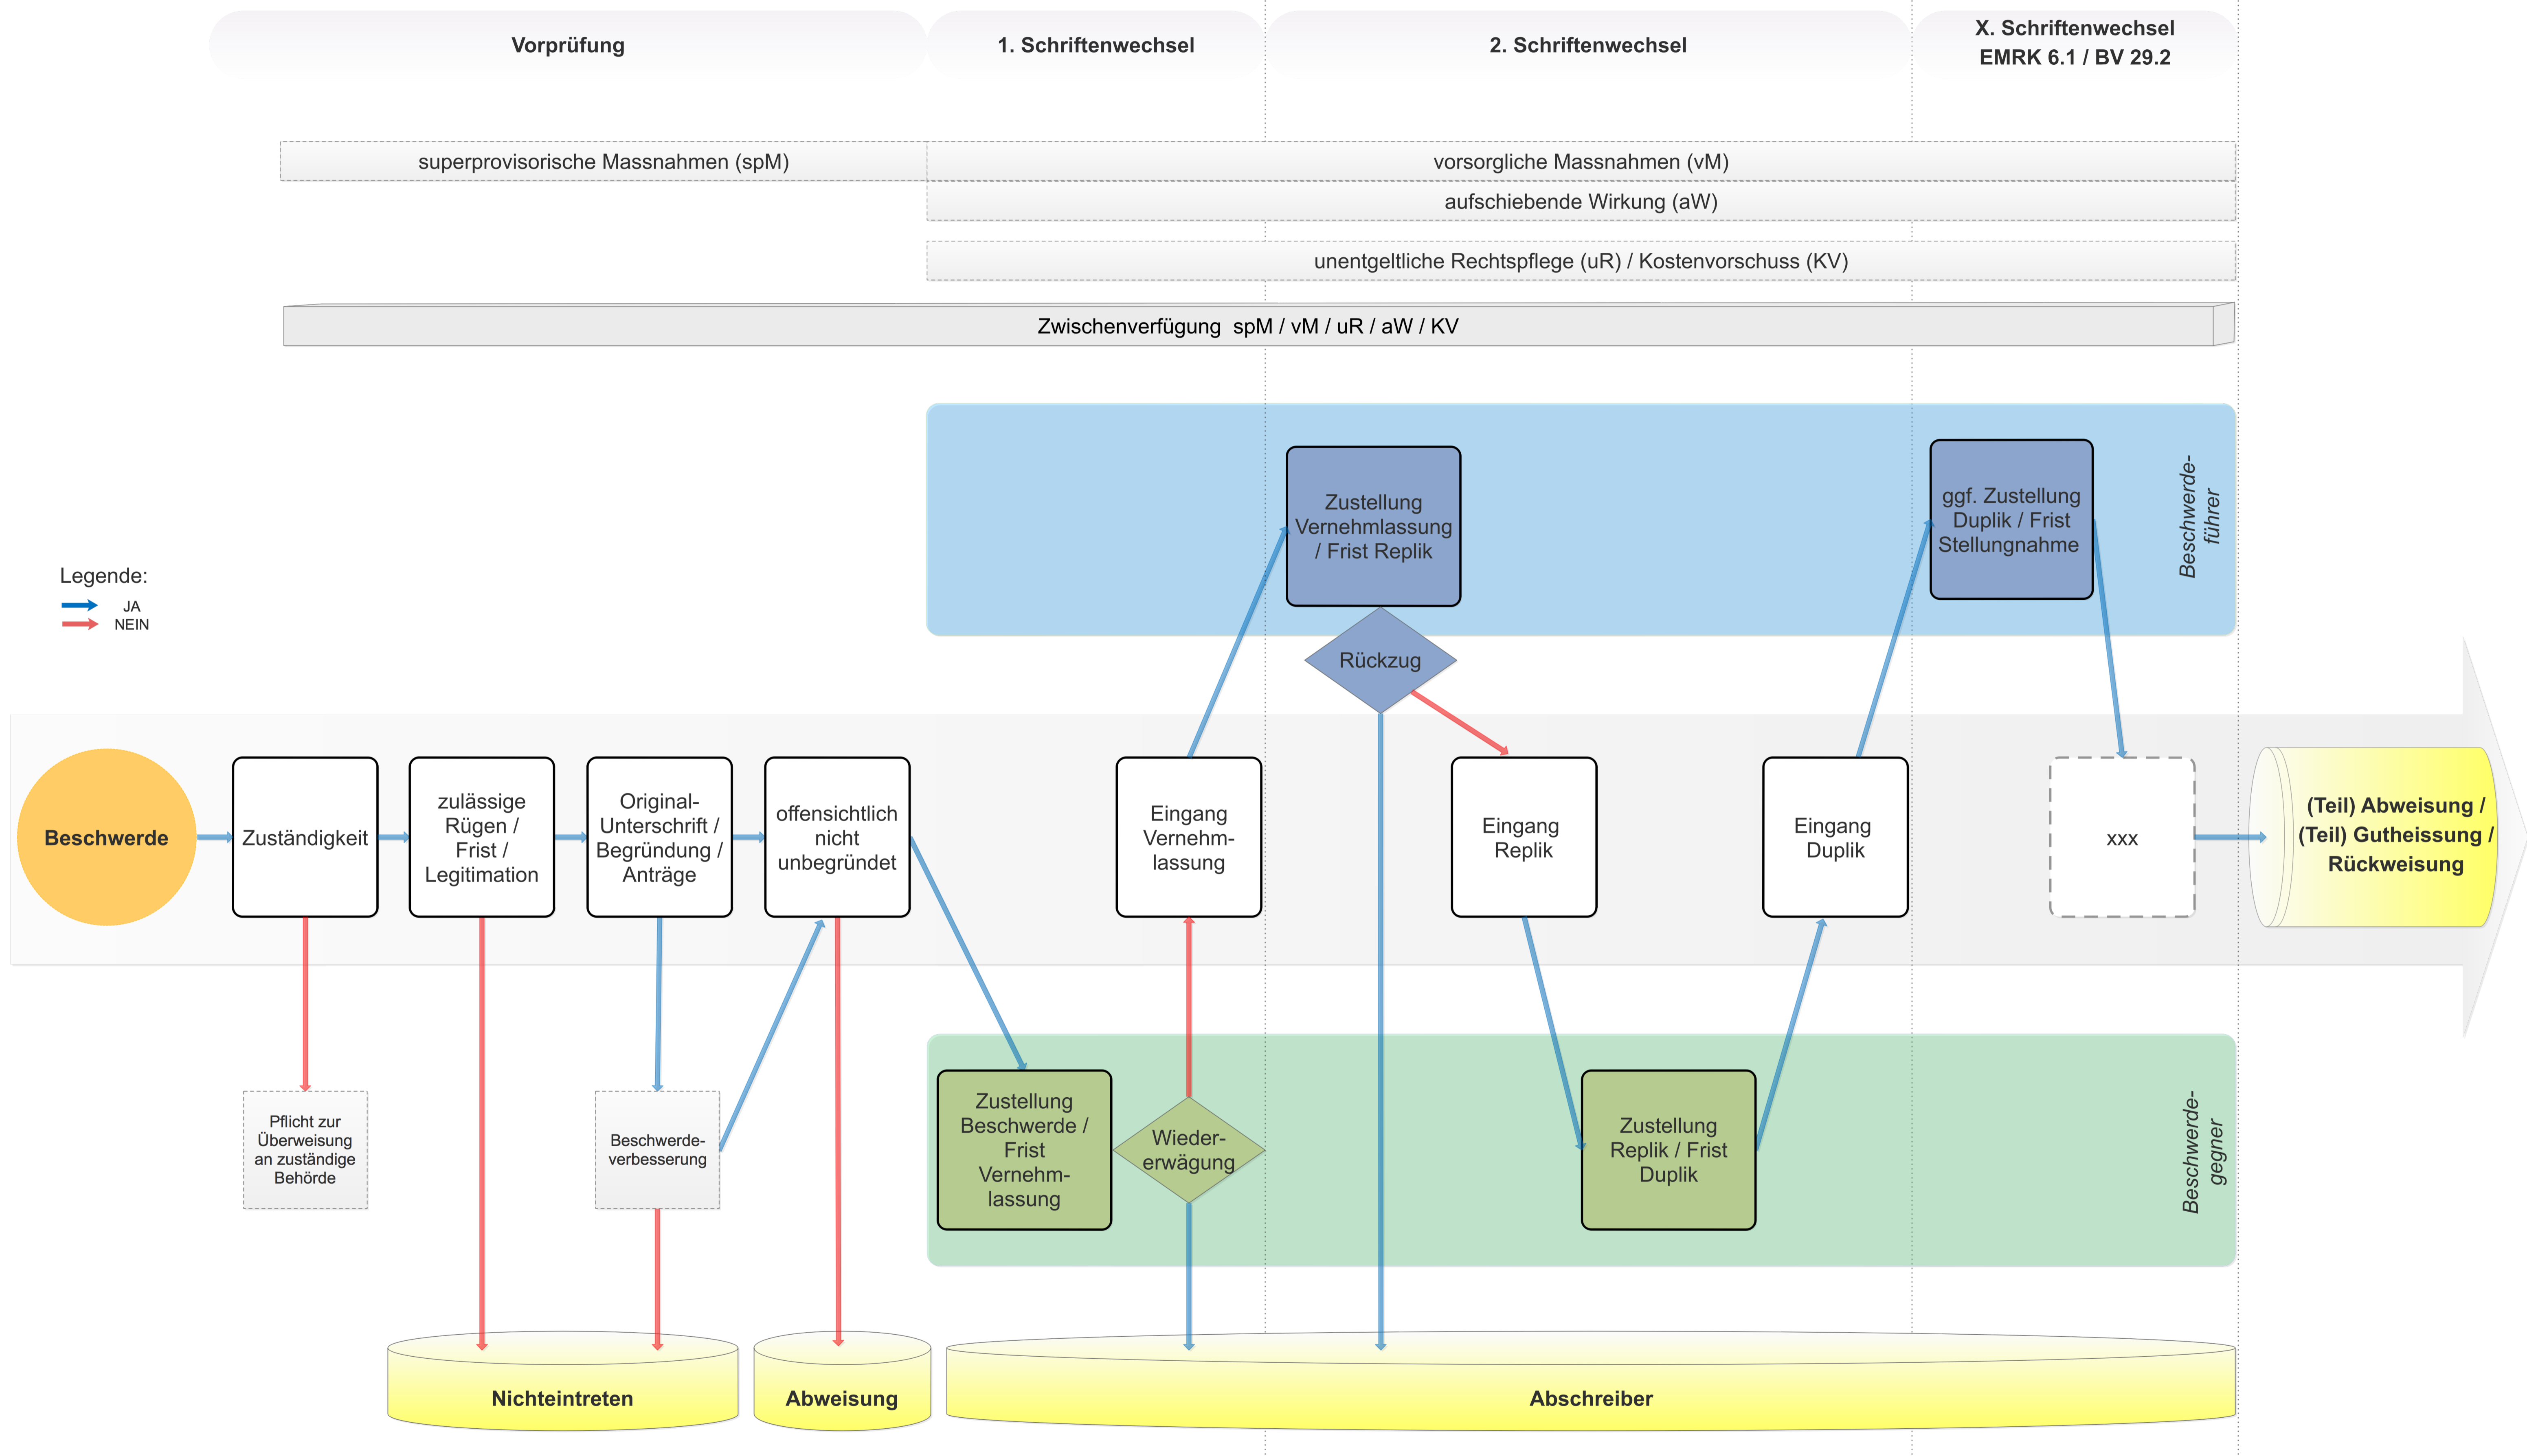 Vorprüfung
1. Schriftenwechsel
2. Schriftenwechsel
X. Schriftenwechsel
EMRK 6.1 / BV 29.2
superprovisorische Massnahmen (spM)
vorsorgliche Massnahmen (vM)
aufschiebende Wirkung (aW)
unentgeltliche Rechtspflege (uR) / Kostenvorschuss (KV)
Zwischenverfügung spM / vM / uR / aW / KV
Zustellung
Vernehmlassung
/ Frist Replik
ggf. Zustellung
Duplik / Frist
Stellungnahme
Beschwerde-
führer
Legende:
JA
NEIN
Rückzug
Beschwerde
Zuständigkeit
zulässige
Rügen /
Frist /
Legitimation
Original-
Unterschrift /
Begründung /
Anträge
offensichtlich
nicht
unbegründet
Eingang
Vernehm-
lassung
Eingang
Replik
Eingang
Duplik
xxx
(Teil) Abweisung /
(Teil) Gutheissung /
Rückweisung
Pflicht zur
Überweisung
an zuständige
Behörde
Beschwerde-
verbesserung
Zustellung
Beschwerde /
Frist
Vernehm-
lassung
Wieder-
erwägung
Zustellung
Replik / Frist
Duplik
Beschwerde-
gegner
Nichteintreten
Abweisung
Abschreiber